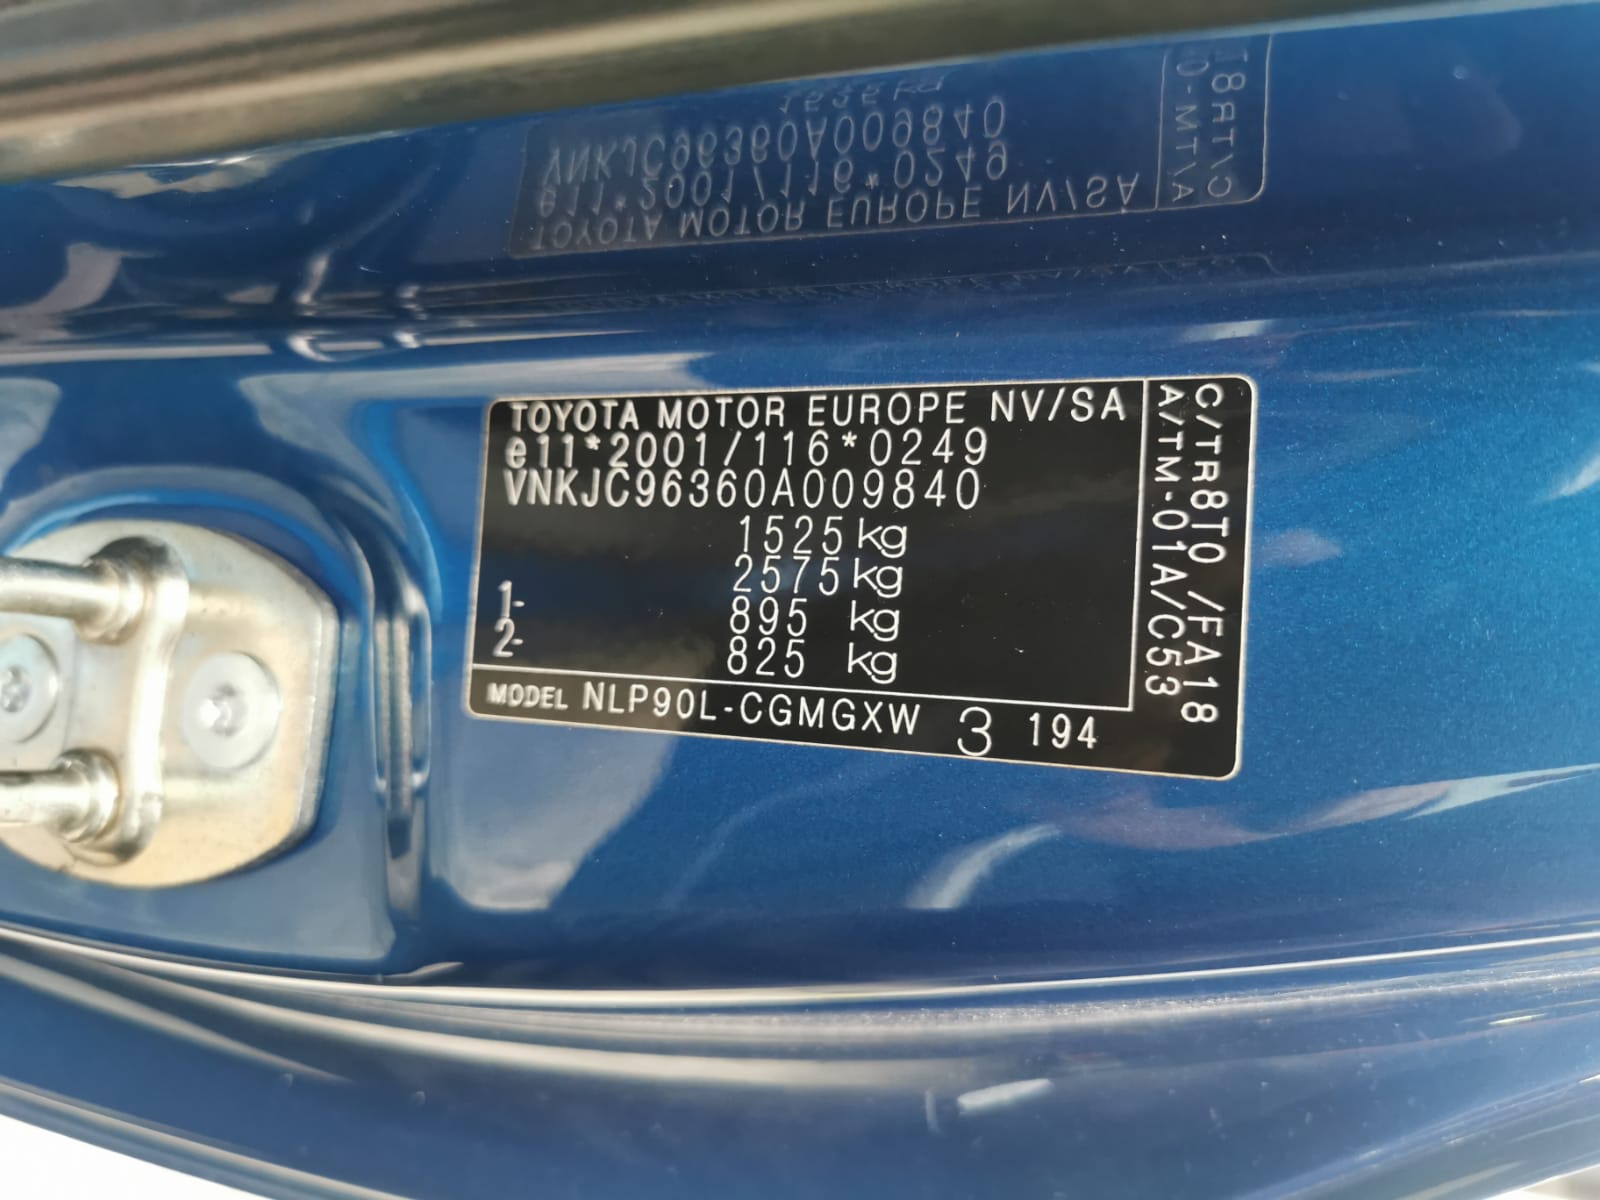 TOYOTA MOTOR EUROPE NV/SA
e11*2001/116*0249
VNKJC96360A009840
1525 kg
2575 kg
1- 895 kg
2- 825 kg
MODEL NLP90L-CGMGXW 3 194
C/TR8T0 /FA18
A/TM-01A/C53